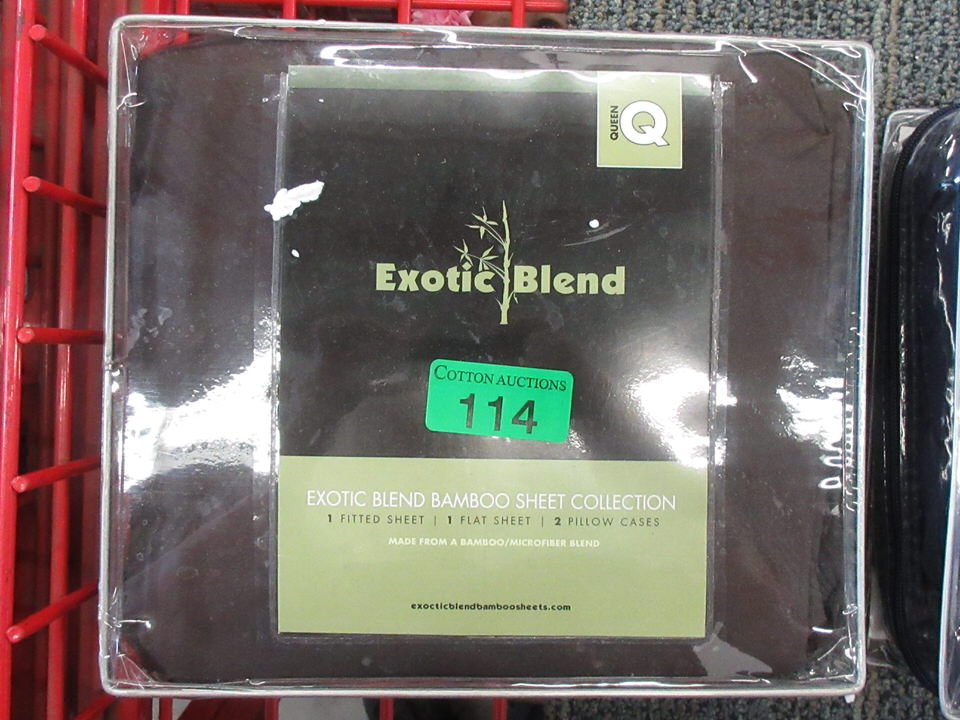 QUEEN
Q
Exotic Blend
COTTON AUCTIONS
114
EXOTIC BLEND BAMBOO SHEET COLLECTION
1 FITTED SHEET | 1 FLAT SHEET | 2 PILLOW CASES
MADE FROM A BAMBOO/MICROFIBER BLEND
exocticblendbamboosheets.com